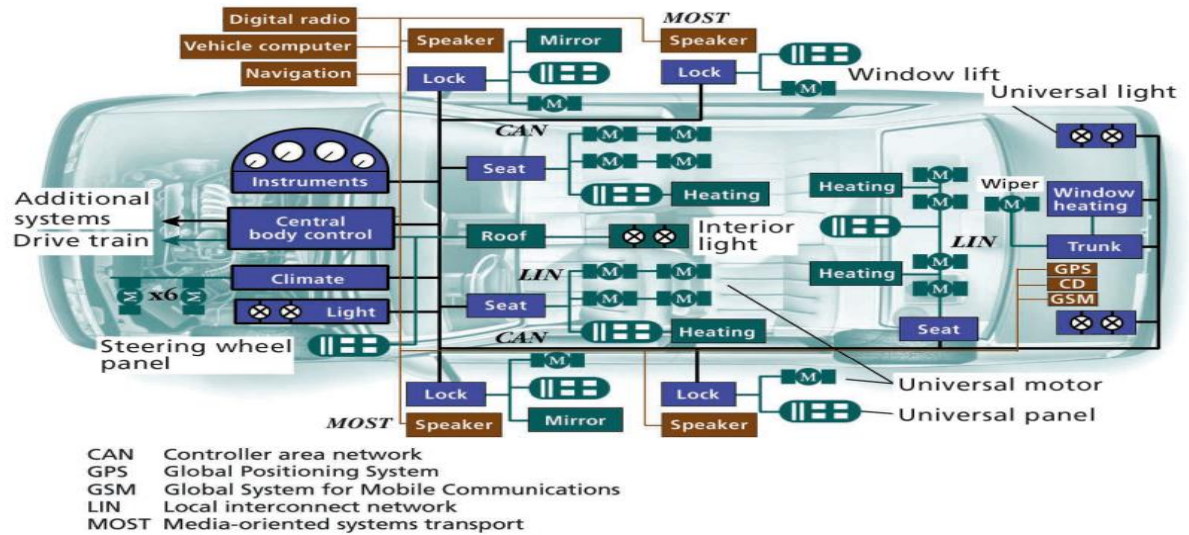 Digital radio
MOST
Vehicle computer
Speaker
Mirror
Speaker
Navigation
Lock
Lock
Window lift
M
M
Universal light
CAN
M
M
Instruments
Seat
M
M
Heating
Heating
M
M
Wiper
M
Window
heating
Additional
systems
Central
body control
Drive train
Roof
Interior
light
LIN
Trunk
Climate
LIN
M
M
Heating
M
M
GPS
CD
GSM
M
x6
M
Light
Seat
M
M
Steering wheel
panel
CAN
Heating
Seat
Lock
M
Lock
M
Universal motor
MOST
Speaker
Mirror
Speaker
Universal panel
CAN Controller area network
GPS Global Positioning System
GSM Global System for Mobile Communications
LIN Local interconnect network
MOST Media-oriented systems transport